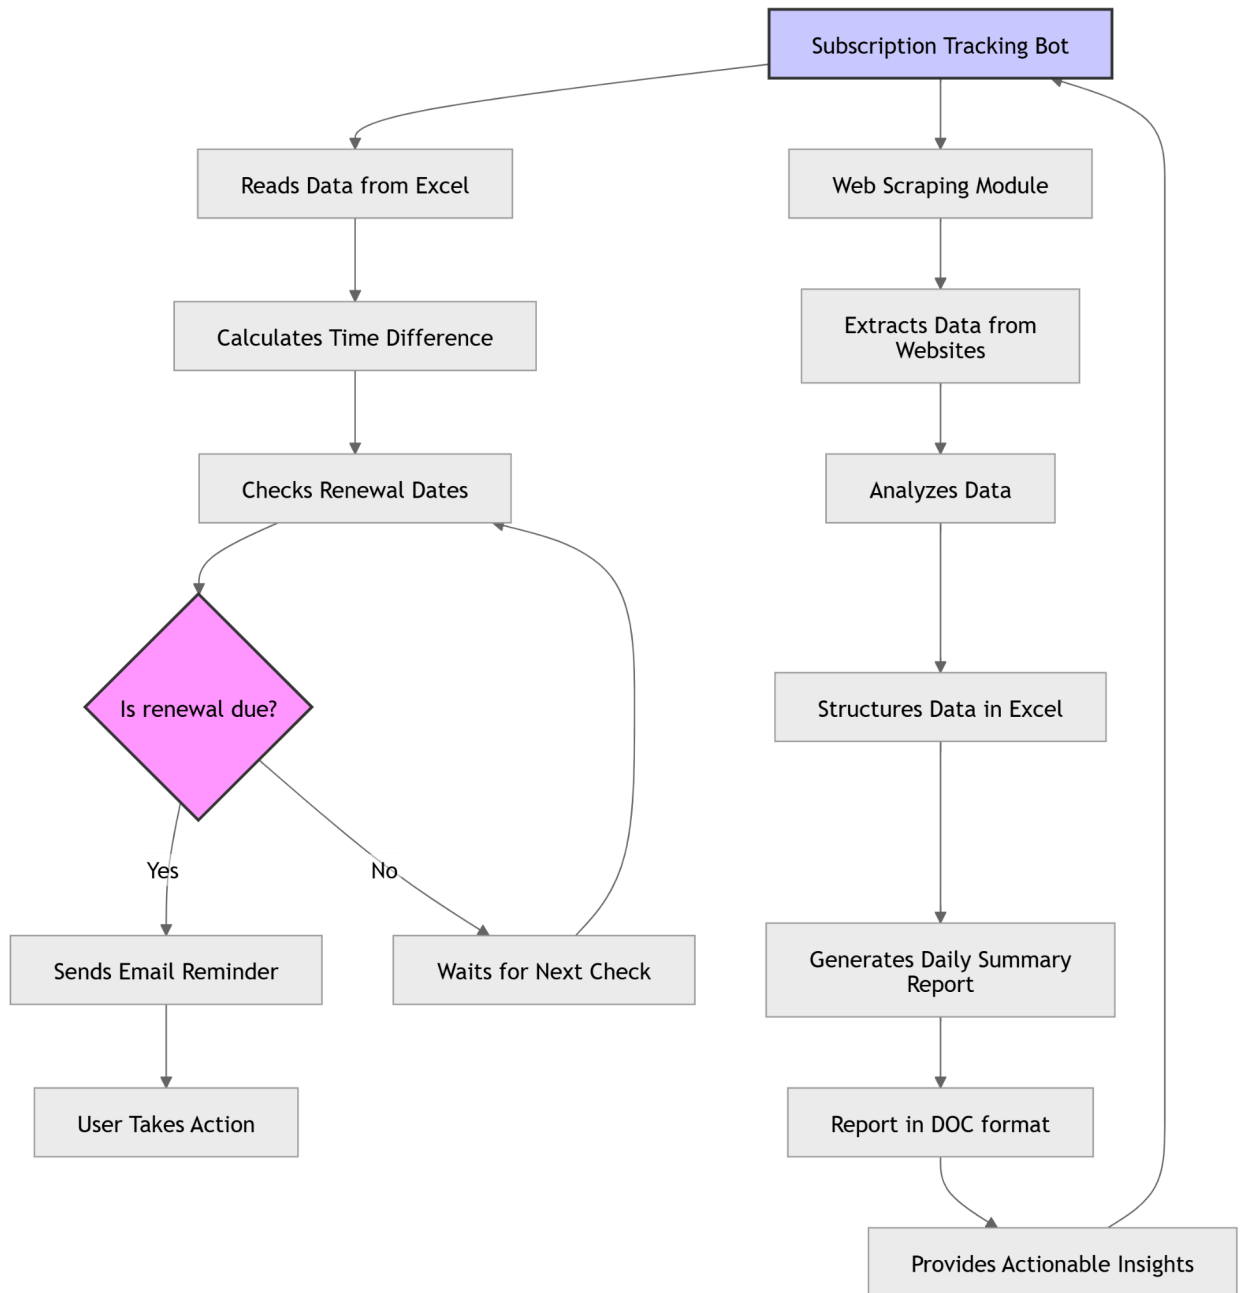 Subscription Tracking Bot
Reads Data from Excel
Web Scraping Module
Calculates Time Difference
Extracts Data from
Websites
Checks Renewal Dates
Analyzes Data
Is renewal due?
Structures Data in Excel
Yes
No
Sends Email Reminder
Waits for Next Check
Generates Daily Summary
Report
User Takes Action
Report in DOC format
Provides Actionable Insights